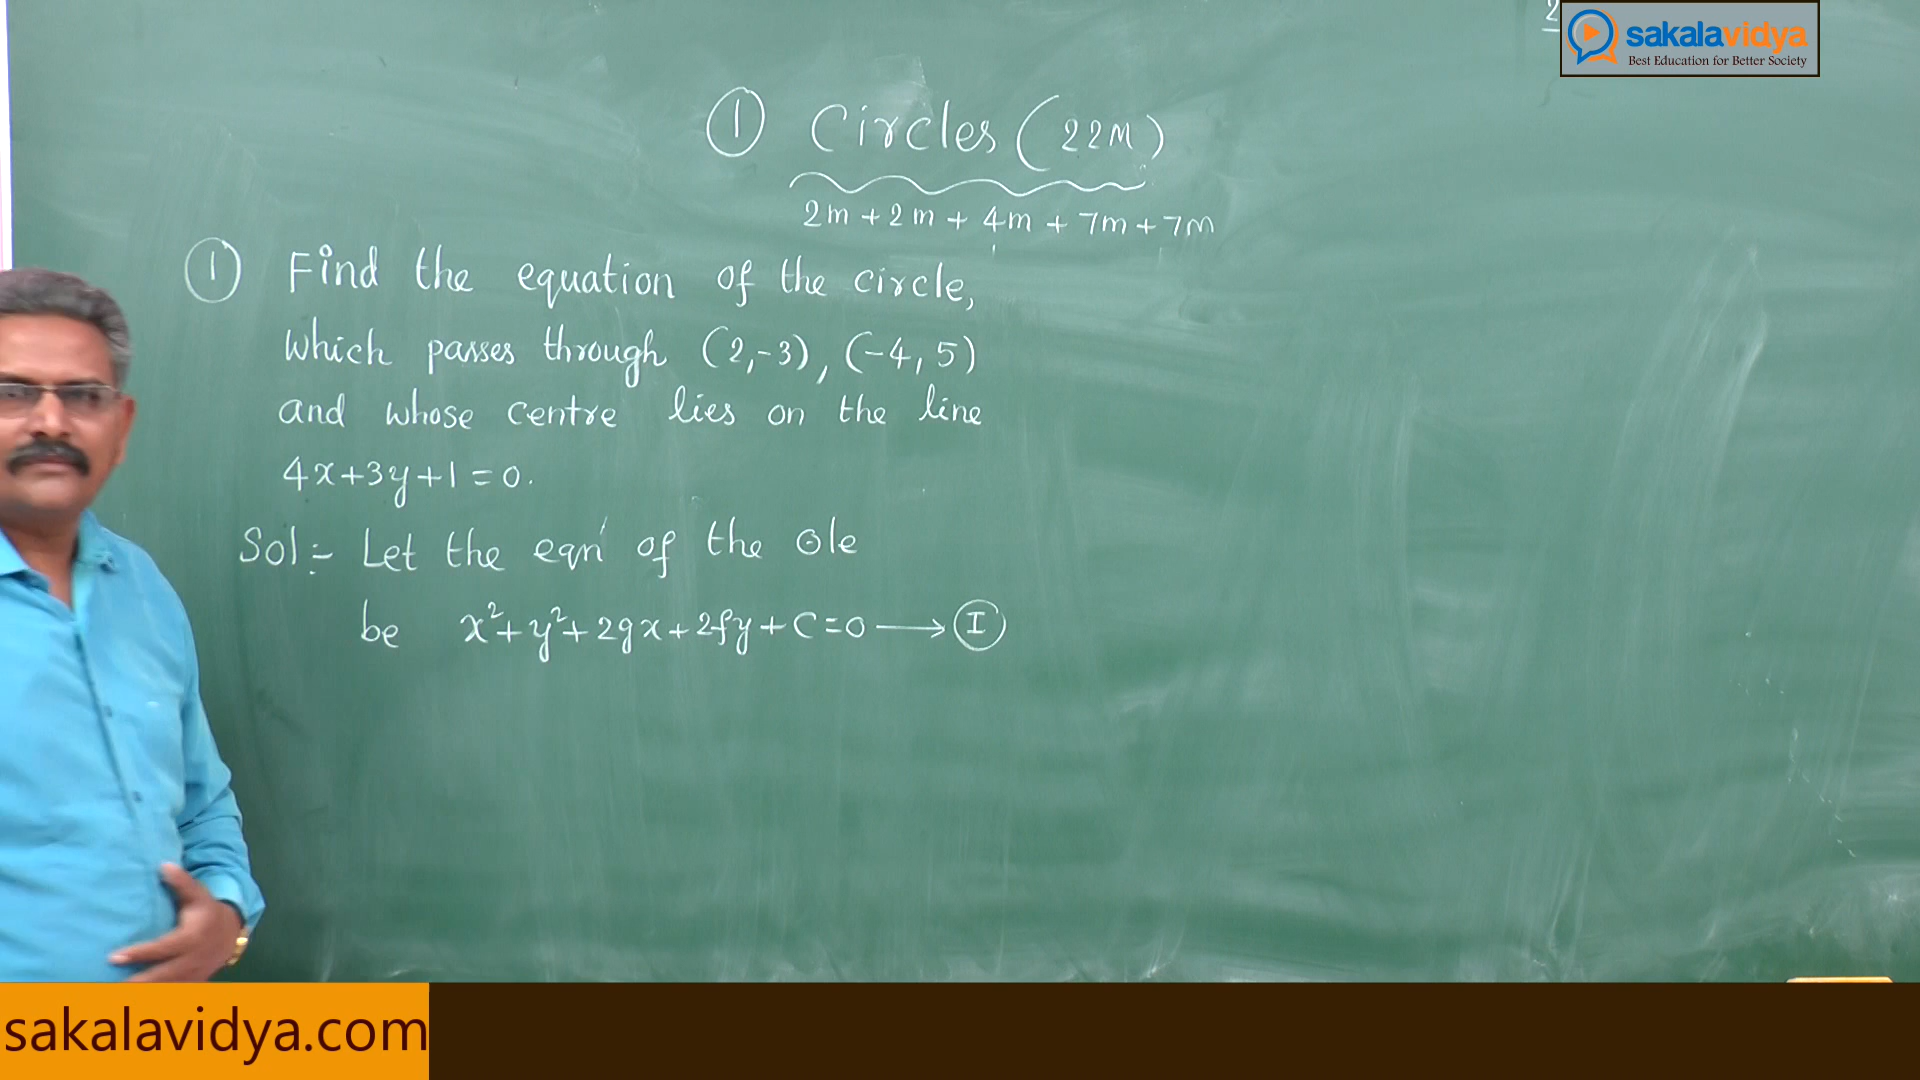 2
sakalavidya
Best Education for Better Society
① Circles (22M)
2m + 2m + 4m + 7m + 7m
① Find the equation of the circle,
which passes through (2,-3), (-4, 5)
and whose centre lies on the line
4x+3y+1=0.
Sol:- Let the eqn of the ⊙le
be x²+y²+2gx+2fy+c=0 → Ⓘ
sakalavidya.com